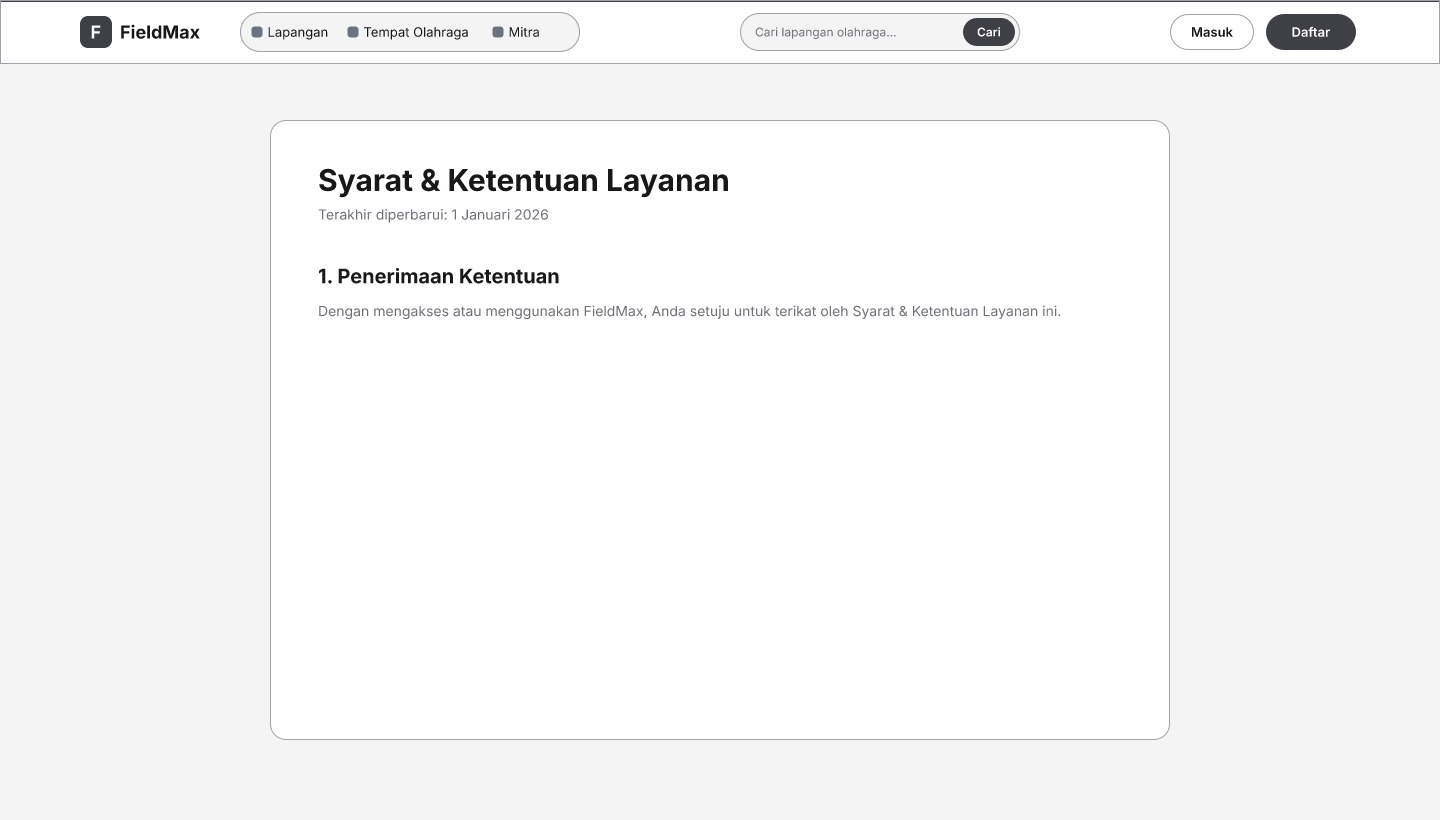 F FieldMax Lapangan Tempat Olahraga Mitra Cari lapangan olahraga... Cari Masuk Daftar
Syarat & Ketentuan Layanan
Terakhir diperbarui: 1 Januari 2026
1. Penerimaan Ketentuan
Dengan mengakses atau menggunakan FieldMax, Anda setuju untuk terikat oleh Syarat & Ketentuan Layanan ini.